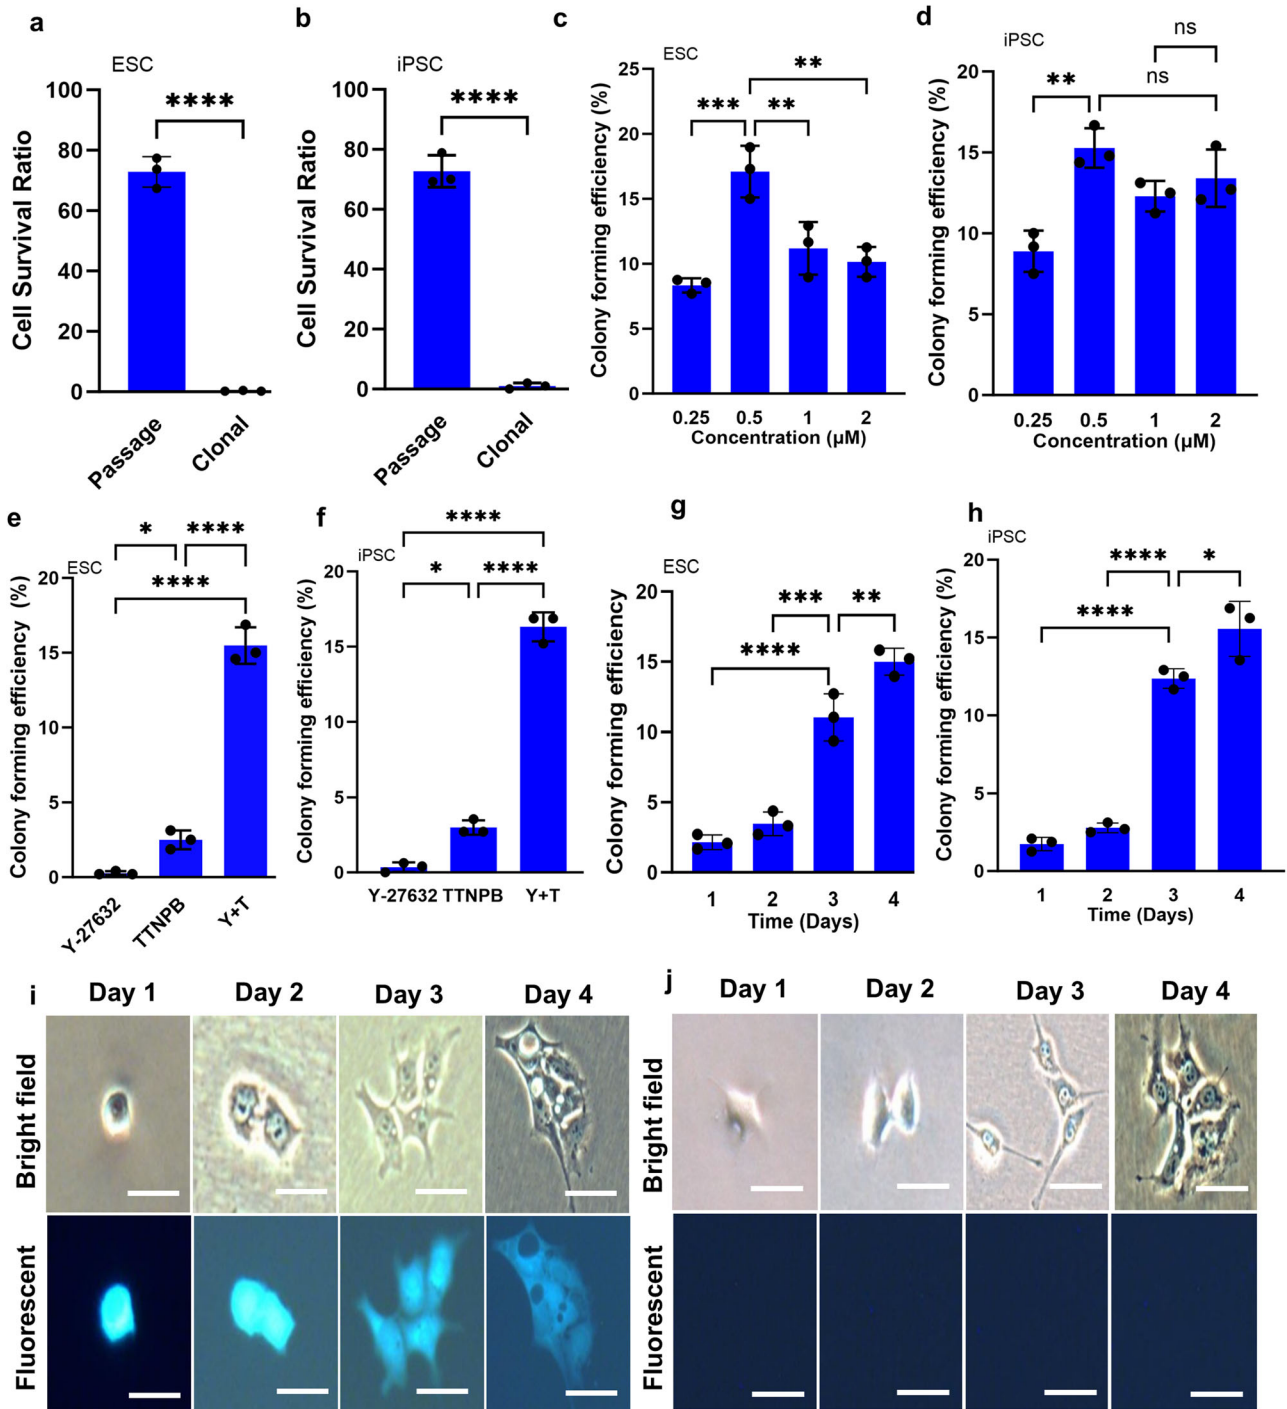 a
ESC
Cell Survival Ratio
100
80
60
40
20
0
****
Passage
Clonal
b
iPSC
Cell Survival Ratio
100
80
60
40
20
0
****
Passage
Clonal
c
ESC
Colony forming efficiency (%)
25
20
15
10
5
0
***
**
**
0.25 0.5 1 2
Concentration (µM)
d
iPSC
Colony forming efficiency (%)
20
15
10
5
0
**
ns
ns
0.25 0.5 1 2
Concentration (µM)
e
ESC
Colony forming efficiency (%)
20
15
10
5
0
* ****
****
Y-27632
TTNPB
Y+T
f
iPSC
Colony forming efficiency (%)
20
15
10
5
0
****
* ****
Y-27632 TTNPB Y+T
g
ESC
Colony forming efficiency
20
15
10
5
0
*** **
****
1 2 3 4
Time (Days)
h
iPSC
Colony forming efficiency (%)
20
15
10
5
0
**** *
****
1 2 3 4
Time (Days)
i
Day 1 Day 2 Day 3 Day 4
Bright field
Fluorescent
j
Day 1 Day 2 Day 3 Day 4
Bright field
Fluorescent